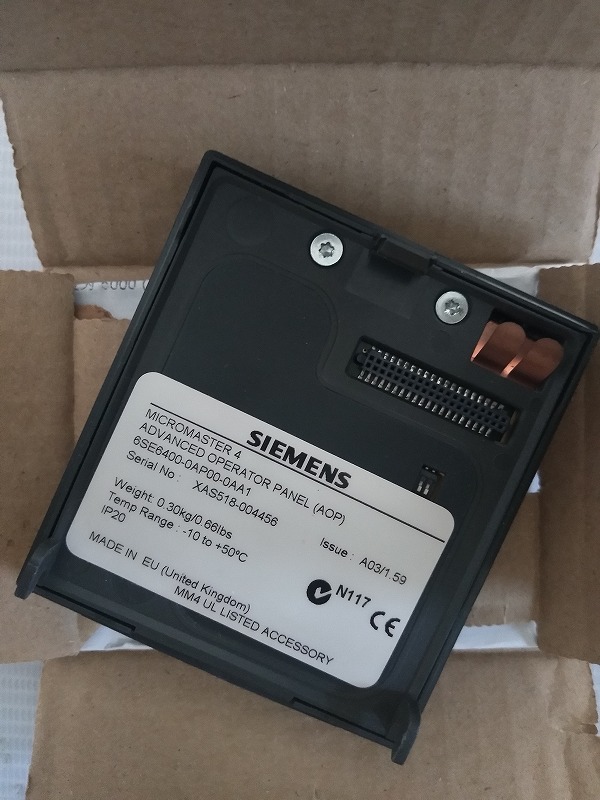 SIEMENS
MICROMASTER 4
ADVANCED OPERATOR PANEL (AOP)
6SE6400-0AP00-0AA1
Serial No : XAS518-004456
Issue : A03/1.59
Weight: 0.30kg/0.66lbs
Temp Range : -10 to +50°C
IP20
N117 CE
MADE IN EU (United Kingdom)
MM4 UL LISTED ACCESSORY